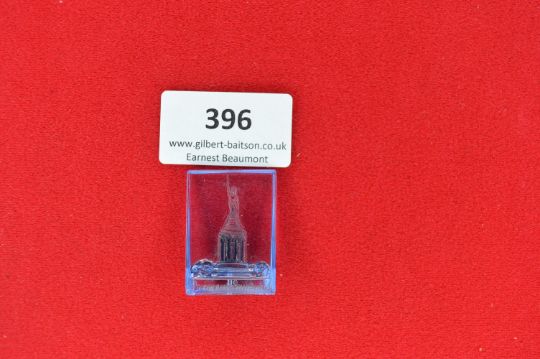 396
www.gilbert-baitson.co.uk
Earnest Beaumont